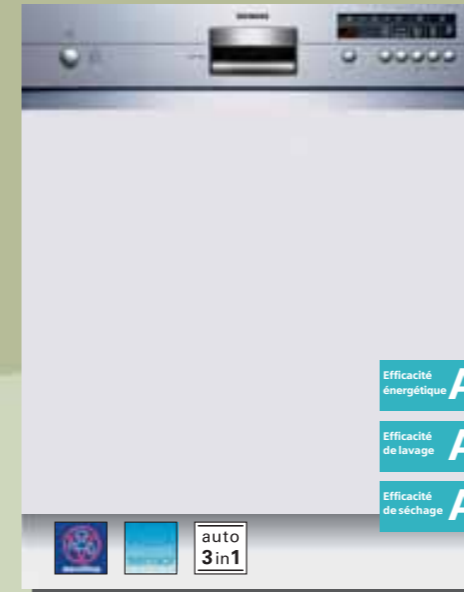 SIEMENS
Efficacité
énergétique A
Efficacité
de lavage A
Efficacité
de séchage A
auto
3in1